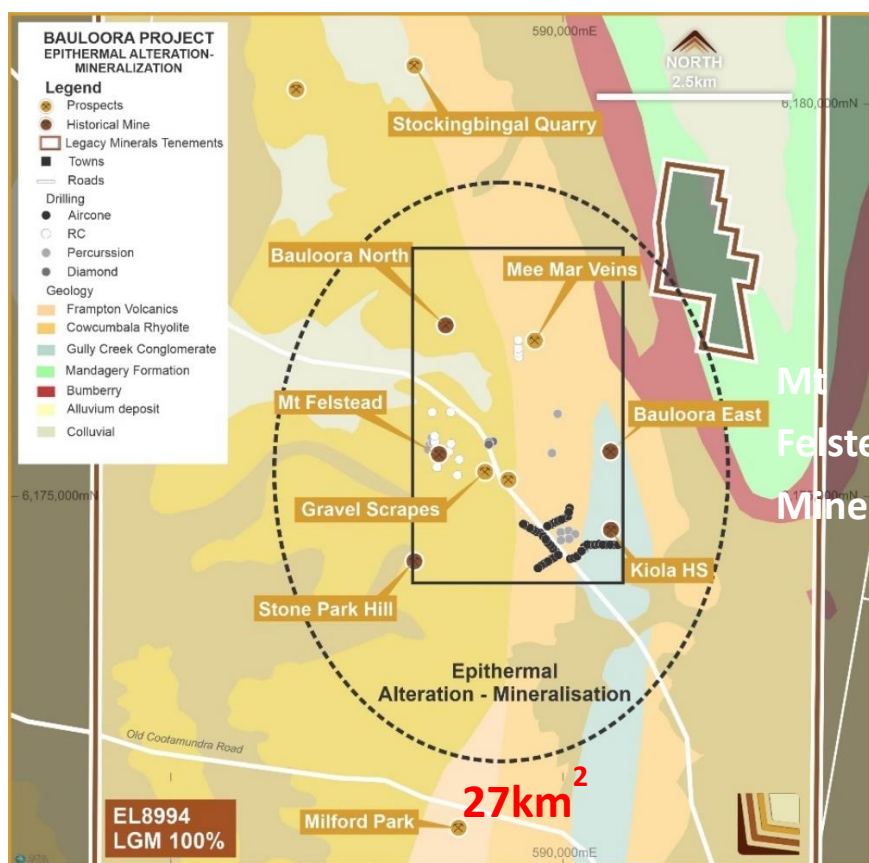 BAULOORA PROJECT
EPITHERMAL ALTERATION-
MINERALIZATION
Legend
Prospects
Historical Mine
Legacy Minerals Tenements
Towns
Roads
Drilling
Aircone
RC
Percurssion
Diamond
Geology
Frampton Volcanics
Cowcumbala Rhyolite
Gully Creek Conglomerate
Mandagery Formation
Bumberry
Alluvium deposit
Colluvial
590,000mE
NORTH
2.5km
6,180,000mN
Stockingbingal Quarry
Bauloora North
Mee Mar Veins
Mt Felstead
Bauloora East
Mt
Felste
Mine
6,175,000mN
Gravel Scrapes
Kiola HS
Stone Park Hill
Epithermal
Alteration - Mineralisation
Old Cootamundra Road
27km²
EL8994
LGM 100%
Milford Park
590,000mE